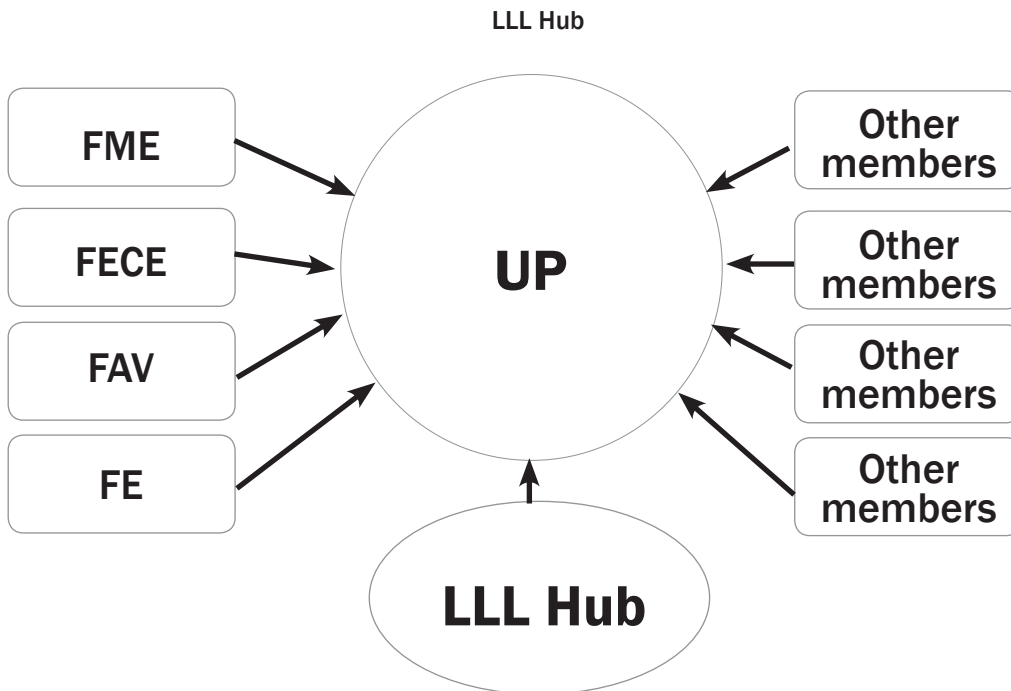 LLL Hub
FME
FECE
FAV
FE
UP
Other
members
Other
members
Other
members
Other
members
LLL Hub